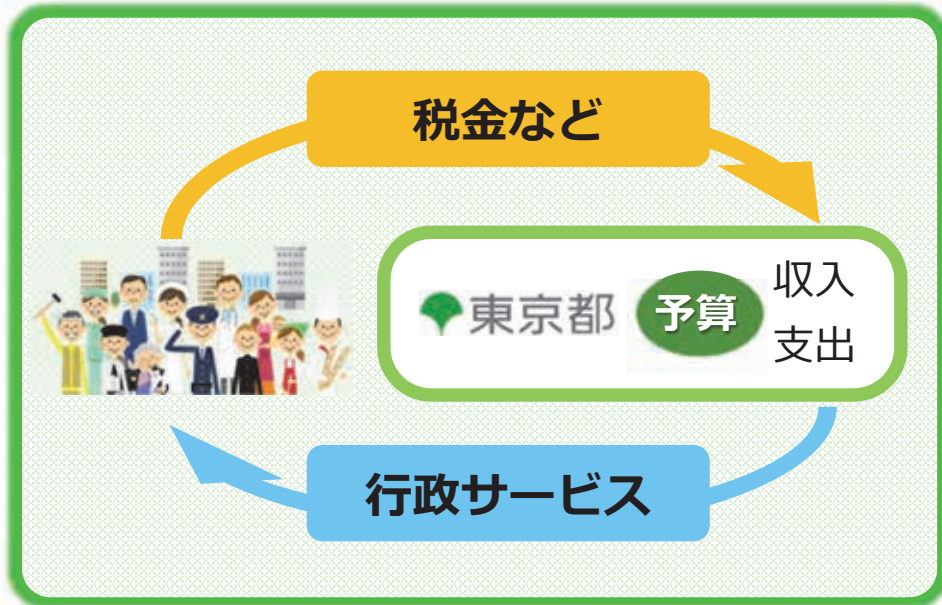 税金など
東京都
予算
収入
支出
行政サービス